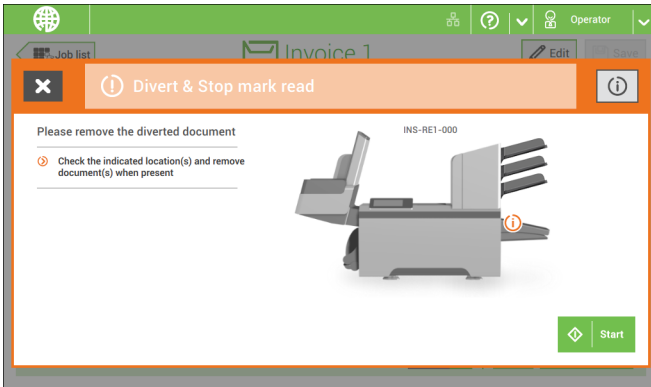 Operator
Job list
Invoice 1
Edit
Save
Divert & Stop mark read
Please remove the diverted document
INS-RE1-000
Check the indicated location(s) and remove
document(s) when present
Start